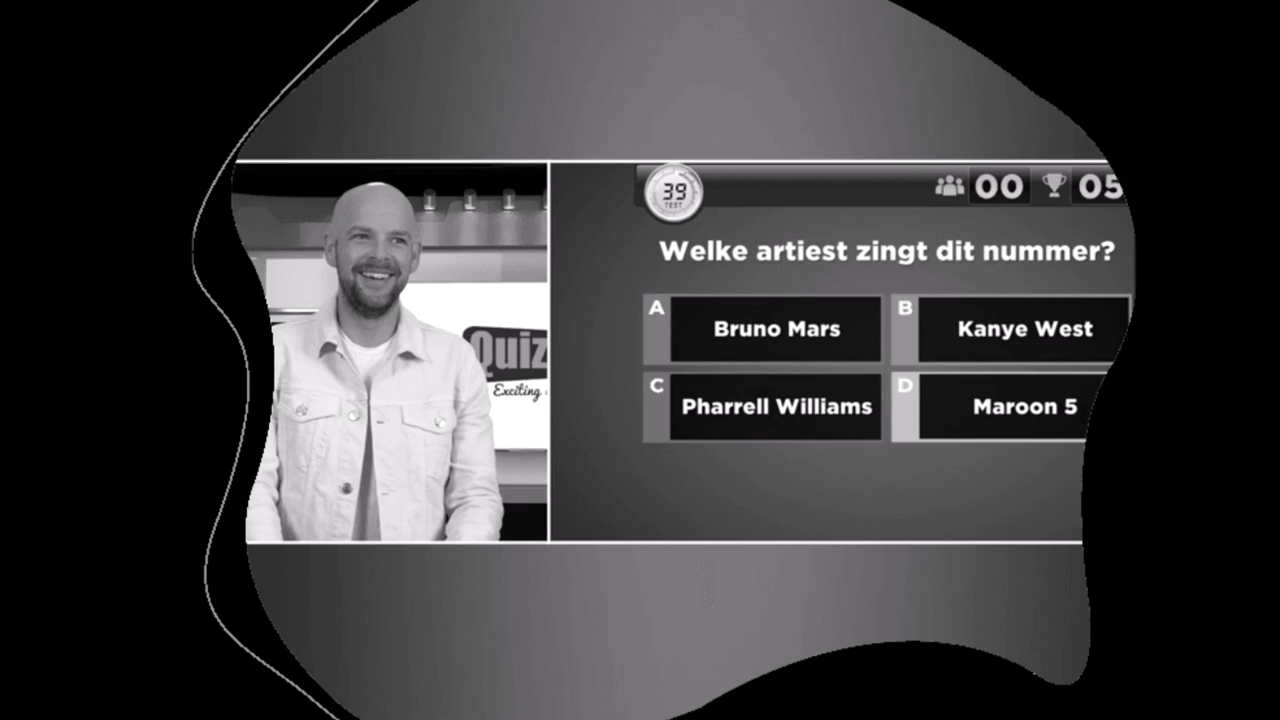 39
TEST
00
05
Welke artiest zingt dit nummer?
A
Bruno Mars
B
Kanye West
C
Pharrell Williams
D
Maroon 5
Quiz
Exciting